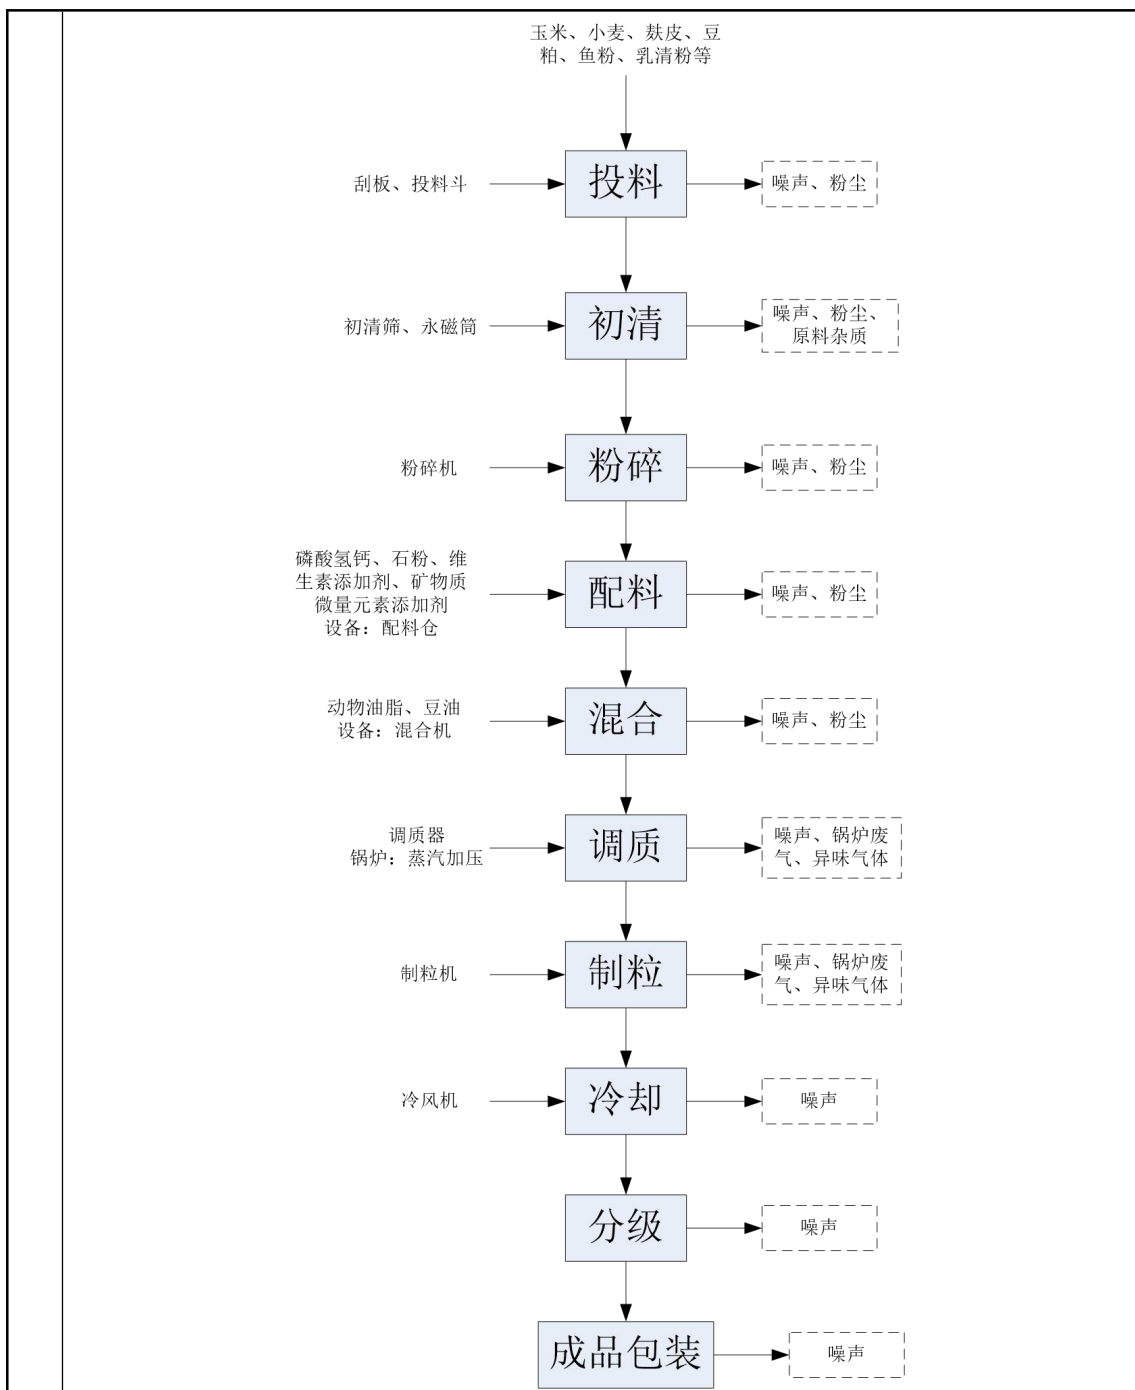 玉米、小麦、麸皮、豆
粕、鱼粉、乳清粉等
刮板、投料斗
投料
噪声、粉尘
初清筛、永磁筒
初清
噪声、粉尘、
原料杂质
粉碎机
粉碎
噪声、粉尘
磷酸氢钙、石粉、维
生素添加剂、矿物质
微量元素添加剂
设备：配料仓
配料
噪声、粉尘
动物油脂、豆油
设备：混合机
混合
噪声、粉尘
调质器
锅炉：蒸汽加压
调质
噪声、锅炉废
气、异味气体
制粒机
制粒
噪声、锅炉废
气、异味气体
冷风机
冷却
噪声
分级
噪声
成品包装
噪声